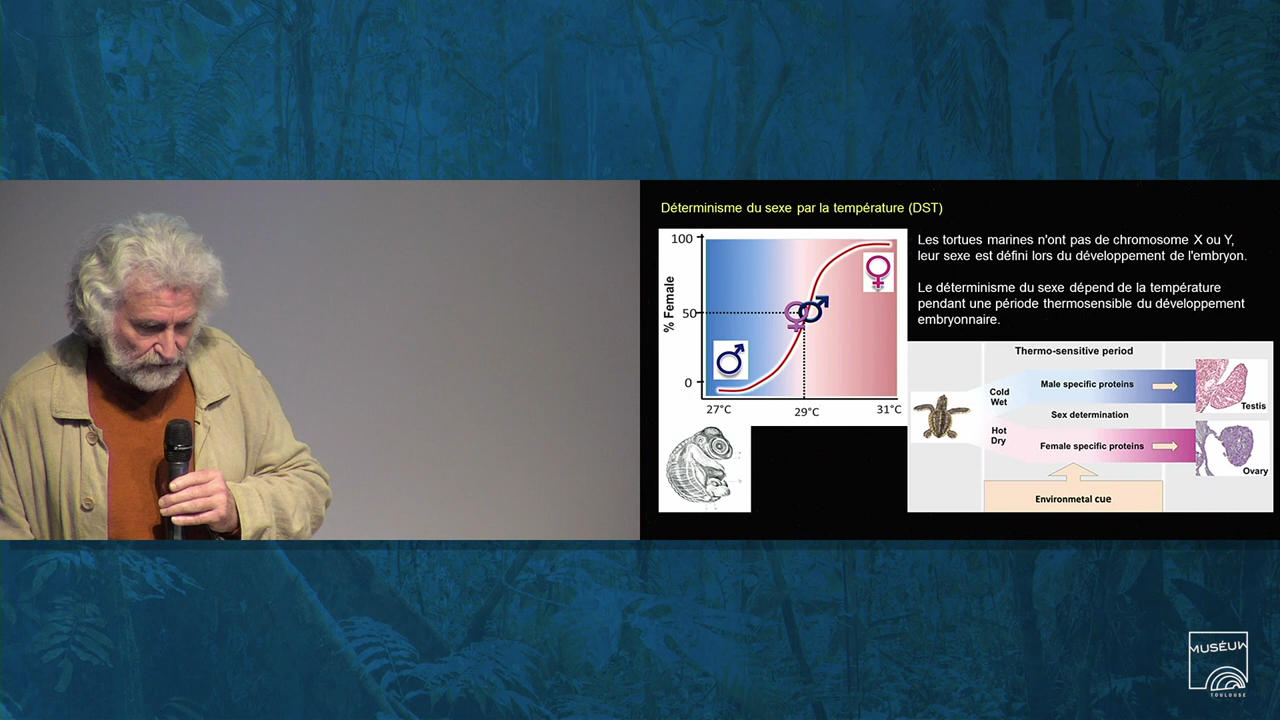 Déterminisme du sexe par la température (DST)
Les tortues marines n'ont pas de chromosome X ou Y,
leur sexe est défini lors du développement de l'embryon.
Le déterminisme du sexe dépend de la température
pendant une période thermosensible du développement
embryonnaire.
% Female
100
50
0
27°C
29°C
31°C
Thermo-sensitive period
Cold
Wet
Male specific proteins
Testis
Sex determination
Hot
Dry
Female specific proteins
Ovary
Environmetal cue
MUSÉUM
TOULOUSE